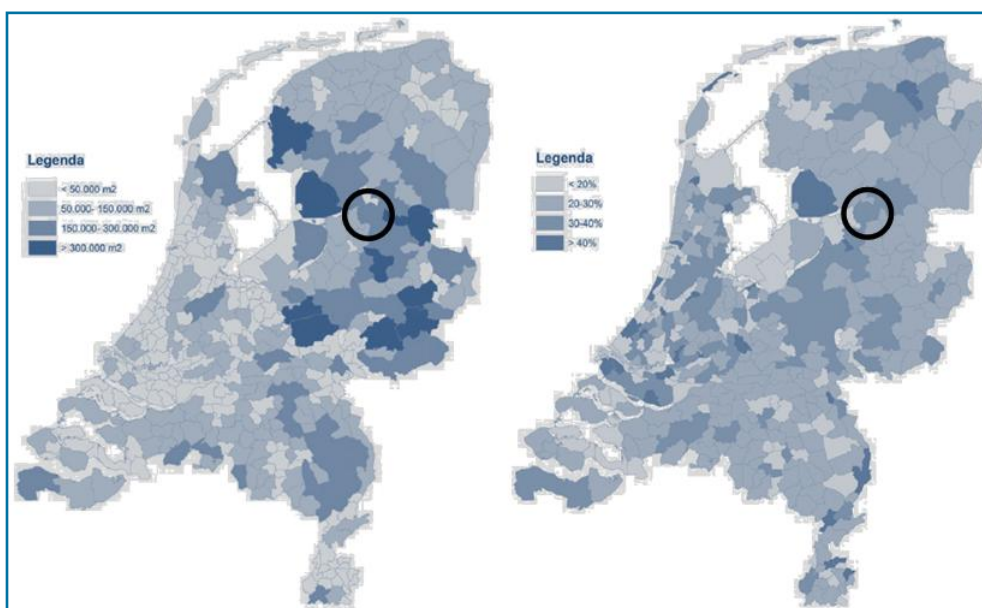 Legenda
< 50.000 m2
50.000- 150.000 m2
150.000- 300.000 m2
> 300.000 m2
Legenda
< 20%
20-30%
30-40%
> 40%